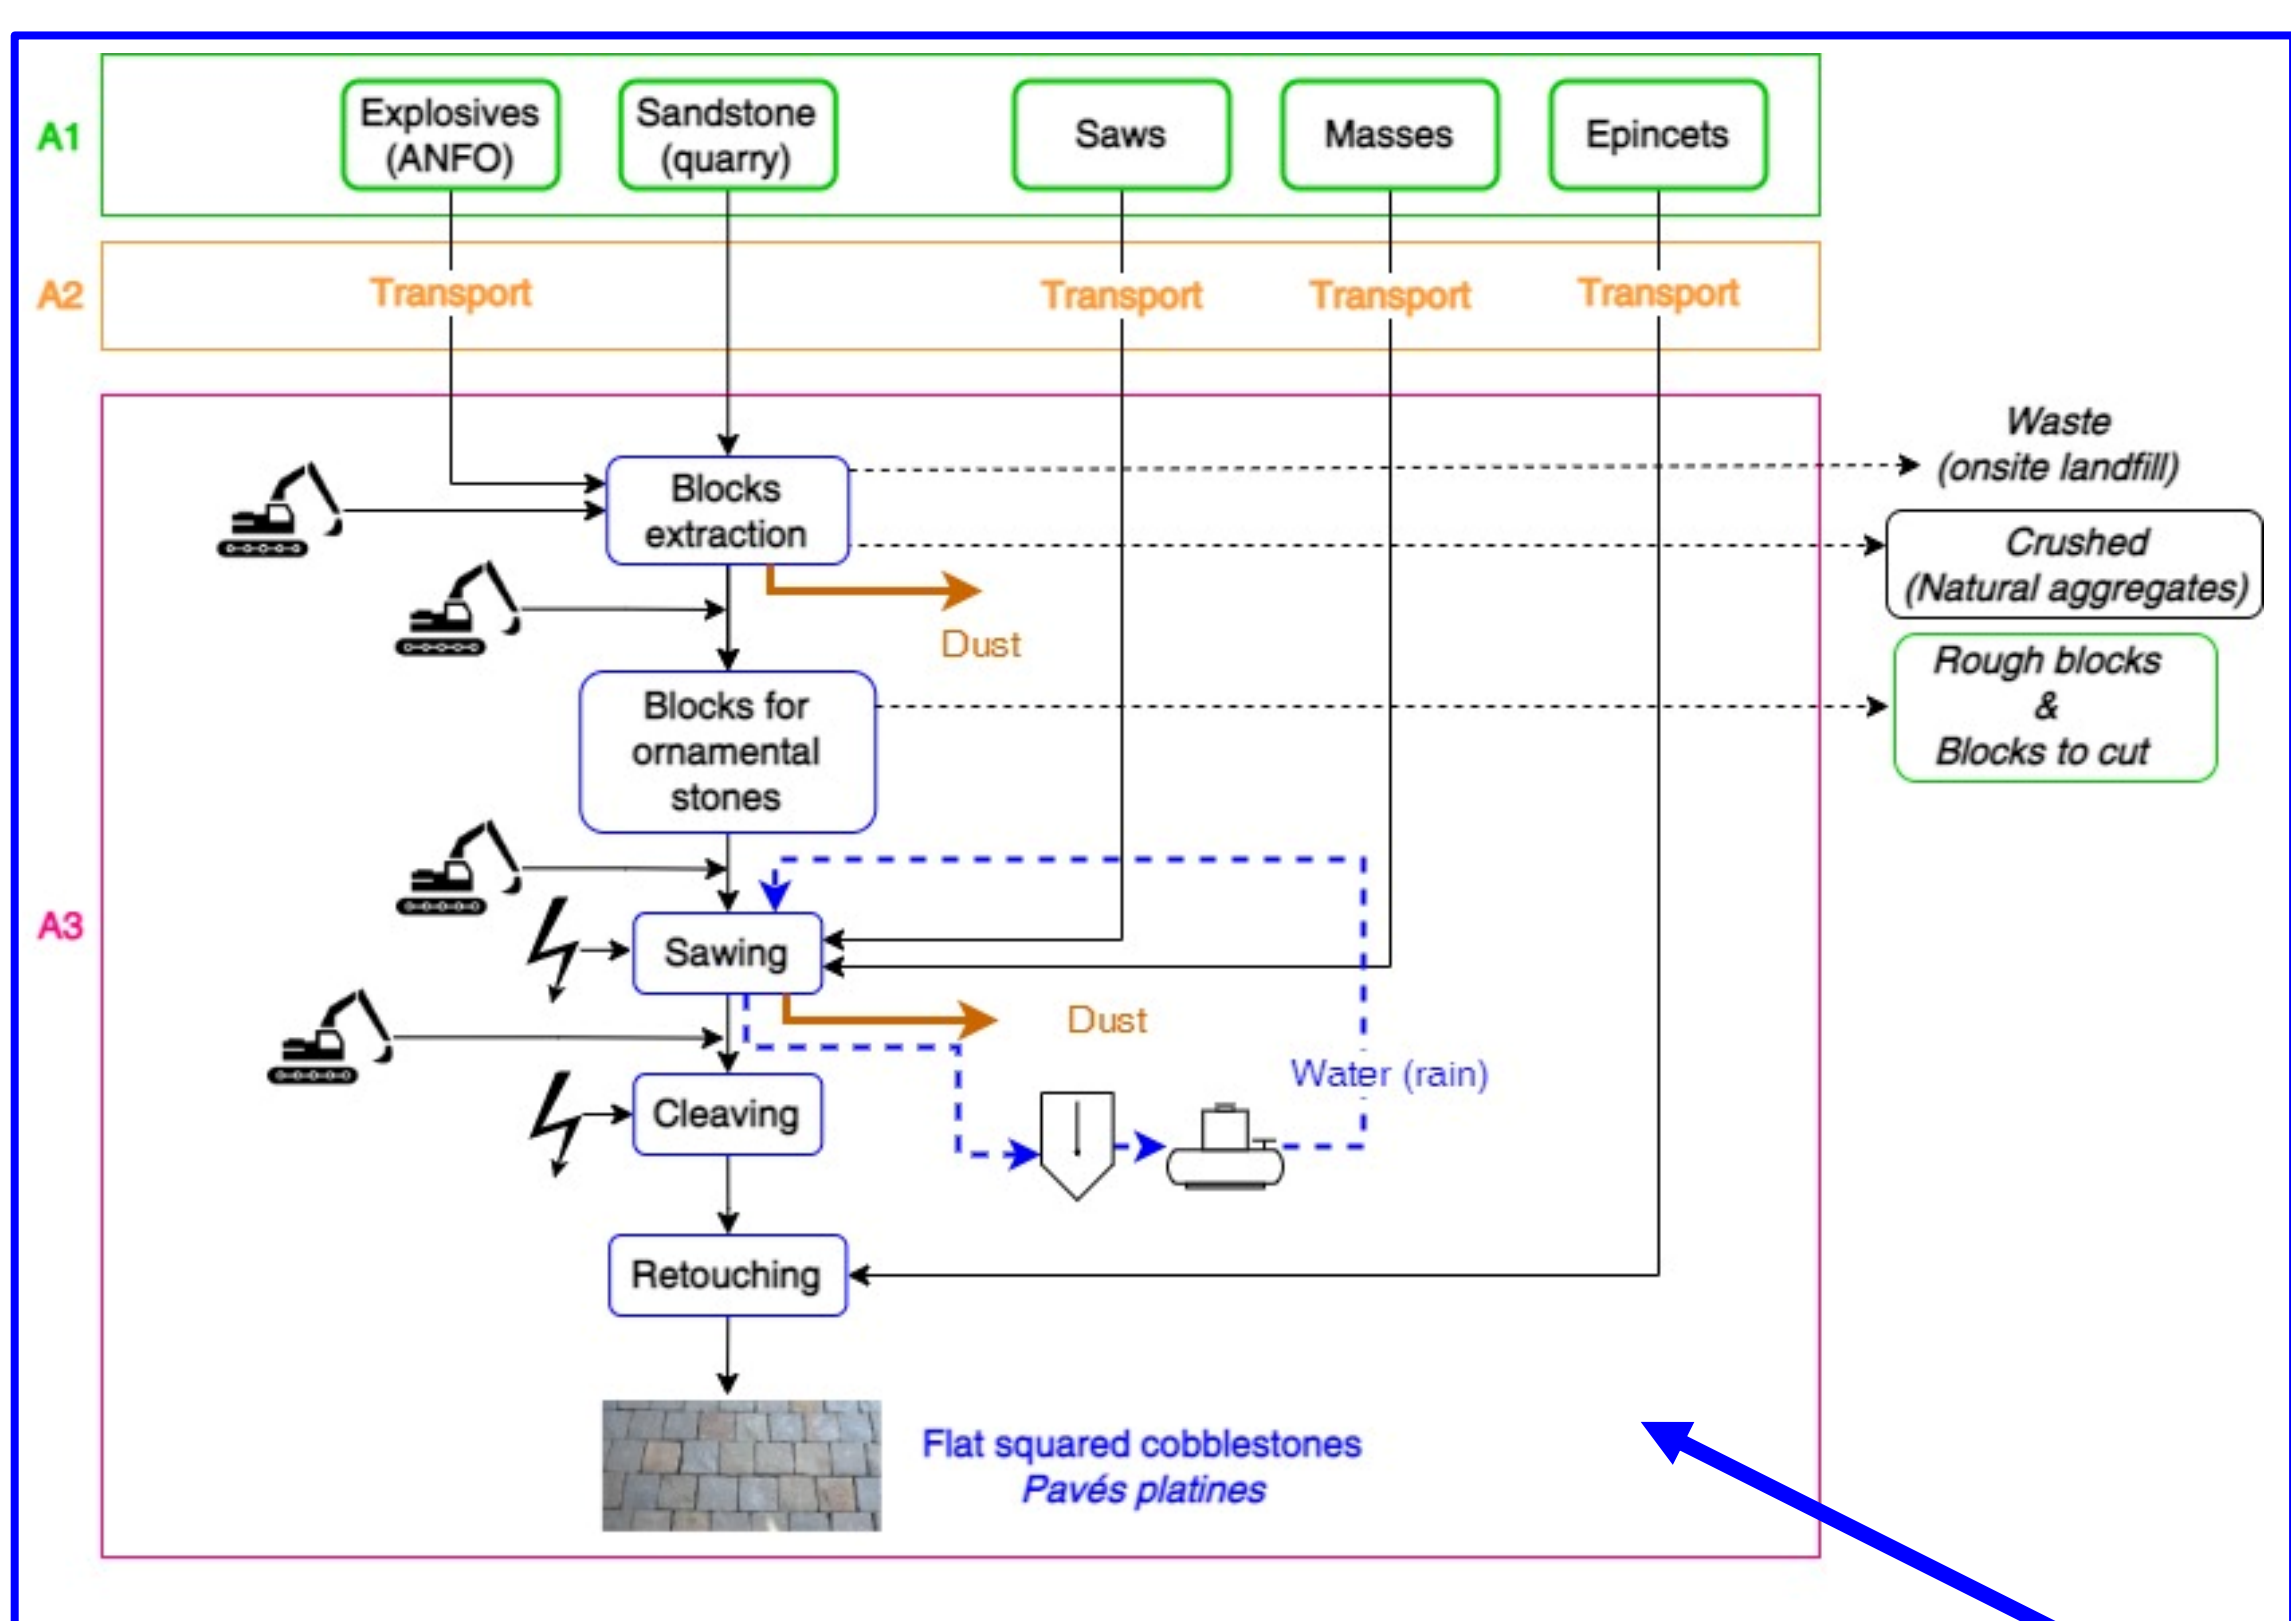 A1
Explosives
(ANFO)
Sandstone
(quarry)
Saws
Masses
Epincets
A2
Transport
Transport
Transport
Transport
A3
Waste
(onsite landfill)
Blocks
extraction
Crushed
(Natural aggregates)
Dust
Rough blocks
&
Blocks to cut
Blocks for
ornamental
stones
Sawing
Dust
Water (rain)
Cleaving
Retouching
Flat squared cobblestones
Pavés platines